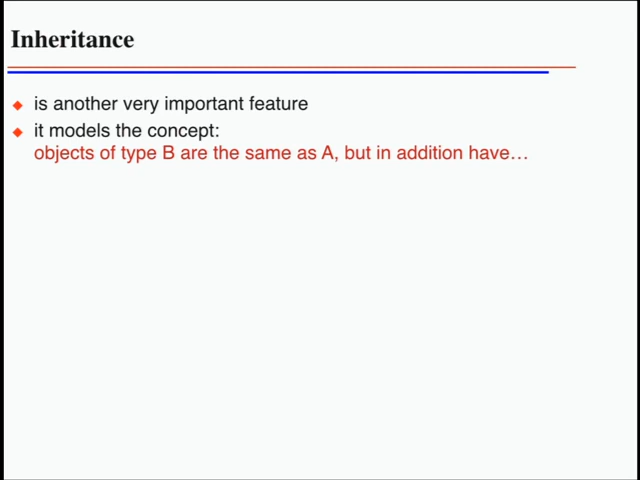 Inheritance
is another very important feature
it models the concept:
objects of type B are the same as A, but in addition have…